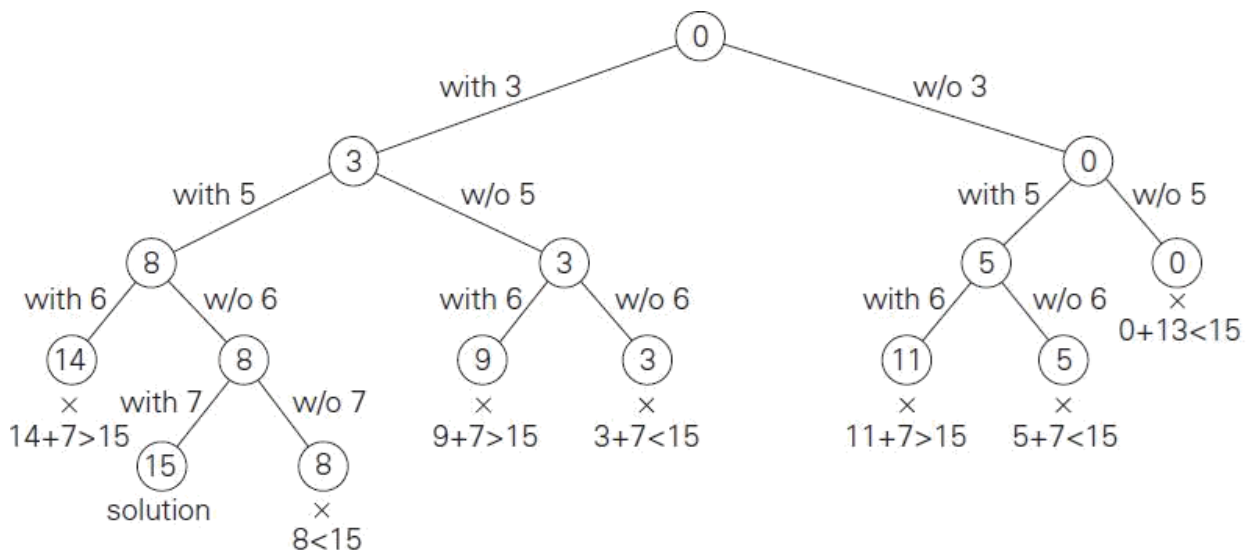 0
with 3
w/o 3
3
0
with 5
w/o 5
with 5
w/o 5
8
3
5
0
with 6
w/o 6
with 6
w/o 6
with 6
w/o 6
×
0+13<15
14
8
9
3
11
5
×
with 7
w/o 7
×
×
×
×
14+7>15
9+7>15
3+7<15
11+7>15
5+7<15
15
8
solution
×
8<15